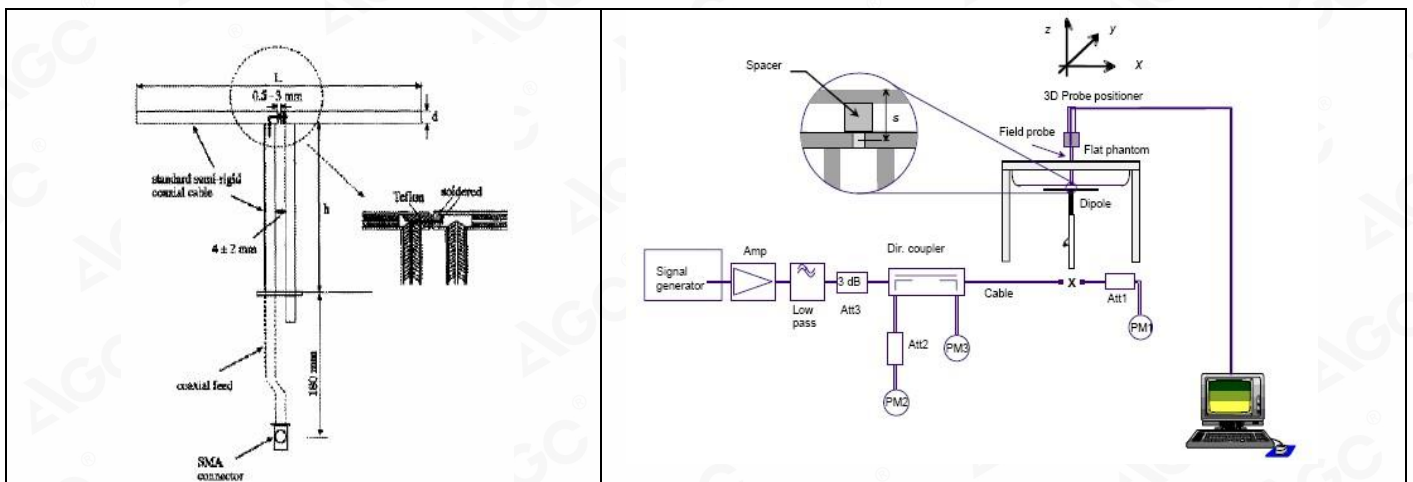 L
0.5 - 3 mm
d
standard semi-rigid
coaxial cable
Teflon
soldered
h
4 ± 2 mm
coaxial feed
180 mm
SMA
connector
z
y
X
Spacer
s
3D Probe positioner
Field probe
Flat phantom
Dipole
Signal
generator
Amp
Low
pass
3 dB
Att3
Dir. coupler
Cable
X
Att1
PM1
Att2
PM3
PM2
AGC
®